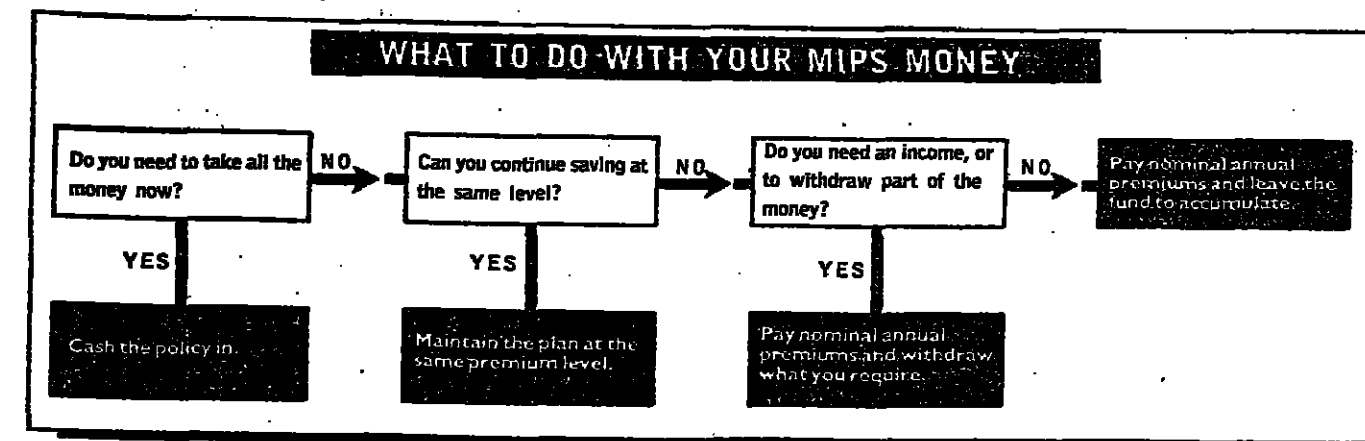 WHAT TO DO WITH YOUR MIPS MONEY
Do you need to take all the
money now?
NO
Can you continue saving at
the same level?
NO
Do you need an income, or
to withdraw part of the
money?
NO
Pay nominal annual
premiums and leave the
fund to accumulate.
YES
YES
YES
Cash the policy in.
Maintain the plan at the
same premium level.
Pay nominal annual
premiums and withdraw
what you require.